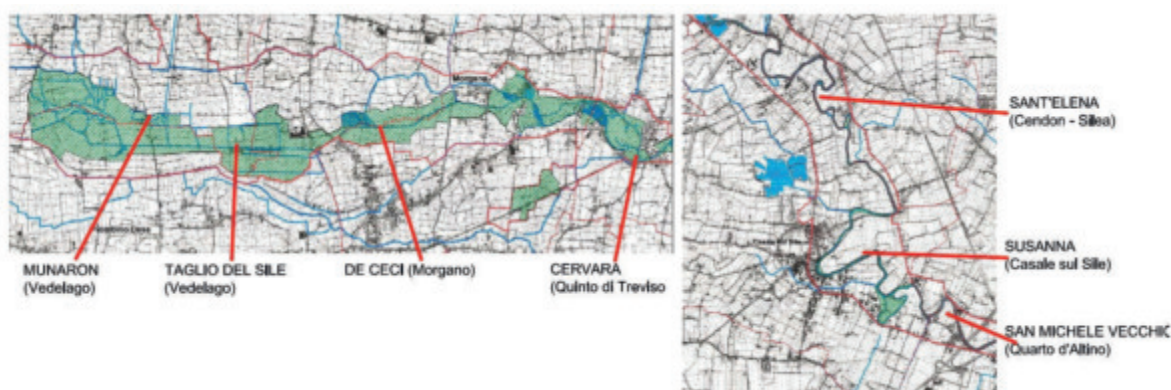 MUNARON
(Vedelago)
TAGLIO DEL SILE
(Vedelago)
DE CECI (Morgano)
CERVARA
(Quinto di Treviso
SANT'ELENA
(Cendon - Silea)
SUSANNA
(Casale sul Sile)
SAN MICHELE VECCHIO
(Quarto d'Altino)